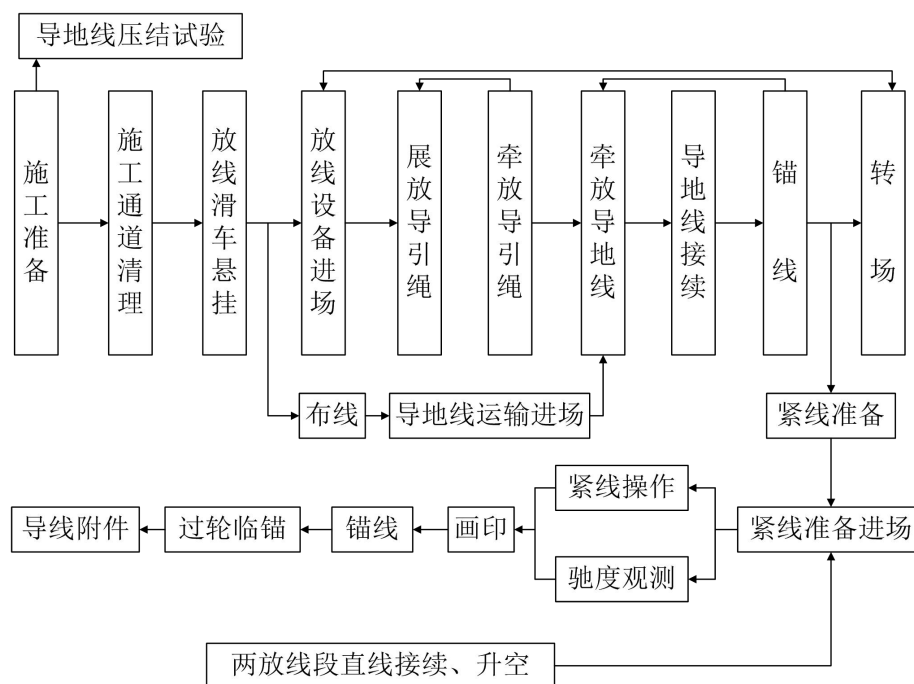 导地线压结试验
施工准备
施工通道清理
放线滑车悬挂
放线设备进场
展放导引绳
牵放导引绳
牵放导地线
导地线接续
锚线
转场
布线
导地线运输进场
紧线准备
紧线操作
导线附件
过轮临锚
锚线
画印
紧线准备进场
驰度观测
两放线段直线接续、升空